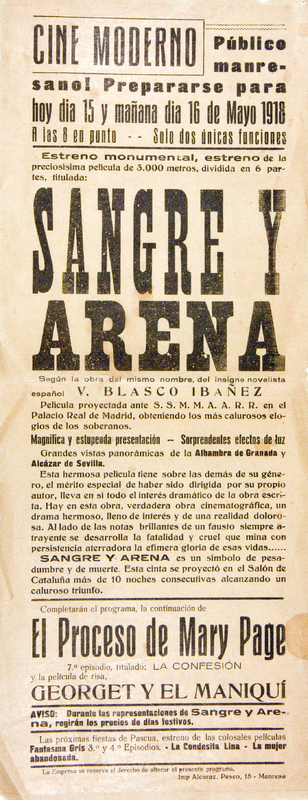 CINE MODERNO
Público
manre-
sano! Prepararse para
hoy dia 15 y mañana dia 16 de Mayo 1918
A las 8 en punto -- Solo dos únicas funciones
Estreno monumental, estreno de la
preciosísima pelicula de 3.000 metros, dividida en 6 par-
tes, titulada:
SANGRE Y
ARENA
Según la obra del mismo nombre, del insigne novelista
español V. BLASCO IBAÑEZ
Pelicula proyectada ante S. S. M. M. A. A. R. R. en el
Palacio Real de Madrid, obteniendo los más calurosos elo-
gios de los soberanos.
Magnífica y estupenda presentación -- Sorprendentes efectos de luz
Grandes vistas panorámicas de la Alhambra de Granada y
Alcázar de Sevilla.
Esta hermosa pelicula tiene sobre las demás de su géne-
ro, el mérito especial de haber sido dirigida por su propio
autor, lleva en si todo el interés dramático de la obra escri-
ta. Hay en esta obra, verdadera obra cinematográfica, un
drama hermoso, lleno de interés y de una realidad doloro-
sa. Al lado de las notas brillantes de un fausto siempre a-
trayente se desarrolla la fatalidad y cruel que mina con
persistencia aterradora la efimera gloria de esas vidas......
SANGRE Y ARENA es un símbolo de pesa-
dumbre y de muerte. Esta cinta se proyectó en el Salón de
Cataluña más de 10 noches consecutivas alcanzando un
caluroso triunfo.
Completarán el programa, la continuación de
El Proceso de Mary Page
7.º episodio, titulado: LA CONFESIÓN
y la pelicula de risa,
GEORGET Y EL MANIQUÍ
AVISO: Durante las rapresentaciones de Sangre y Are-
na, regirán los precios de días festivos.
Las próximas fiestas de Pascua, estreno de las colosales peliculas
Fantasma Gris 3.º y 4.º Episodios. - La Condesita Lina - La mujer
abandonada.
La Empresa se reserva el derecho de alterar el presente programa.
Imp Alcaraz. Paseo, 15 - Manresa